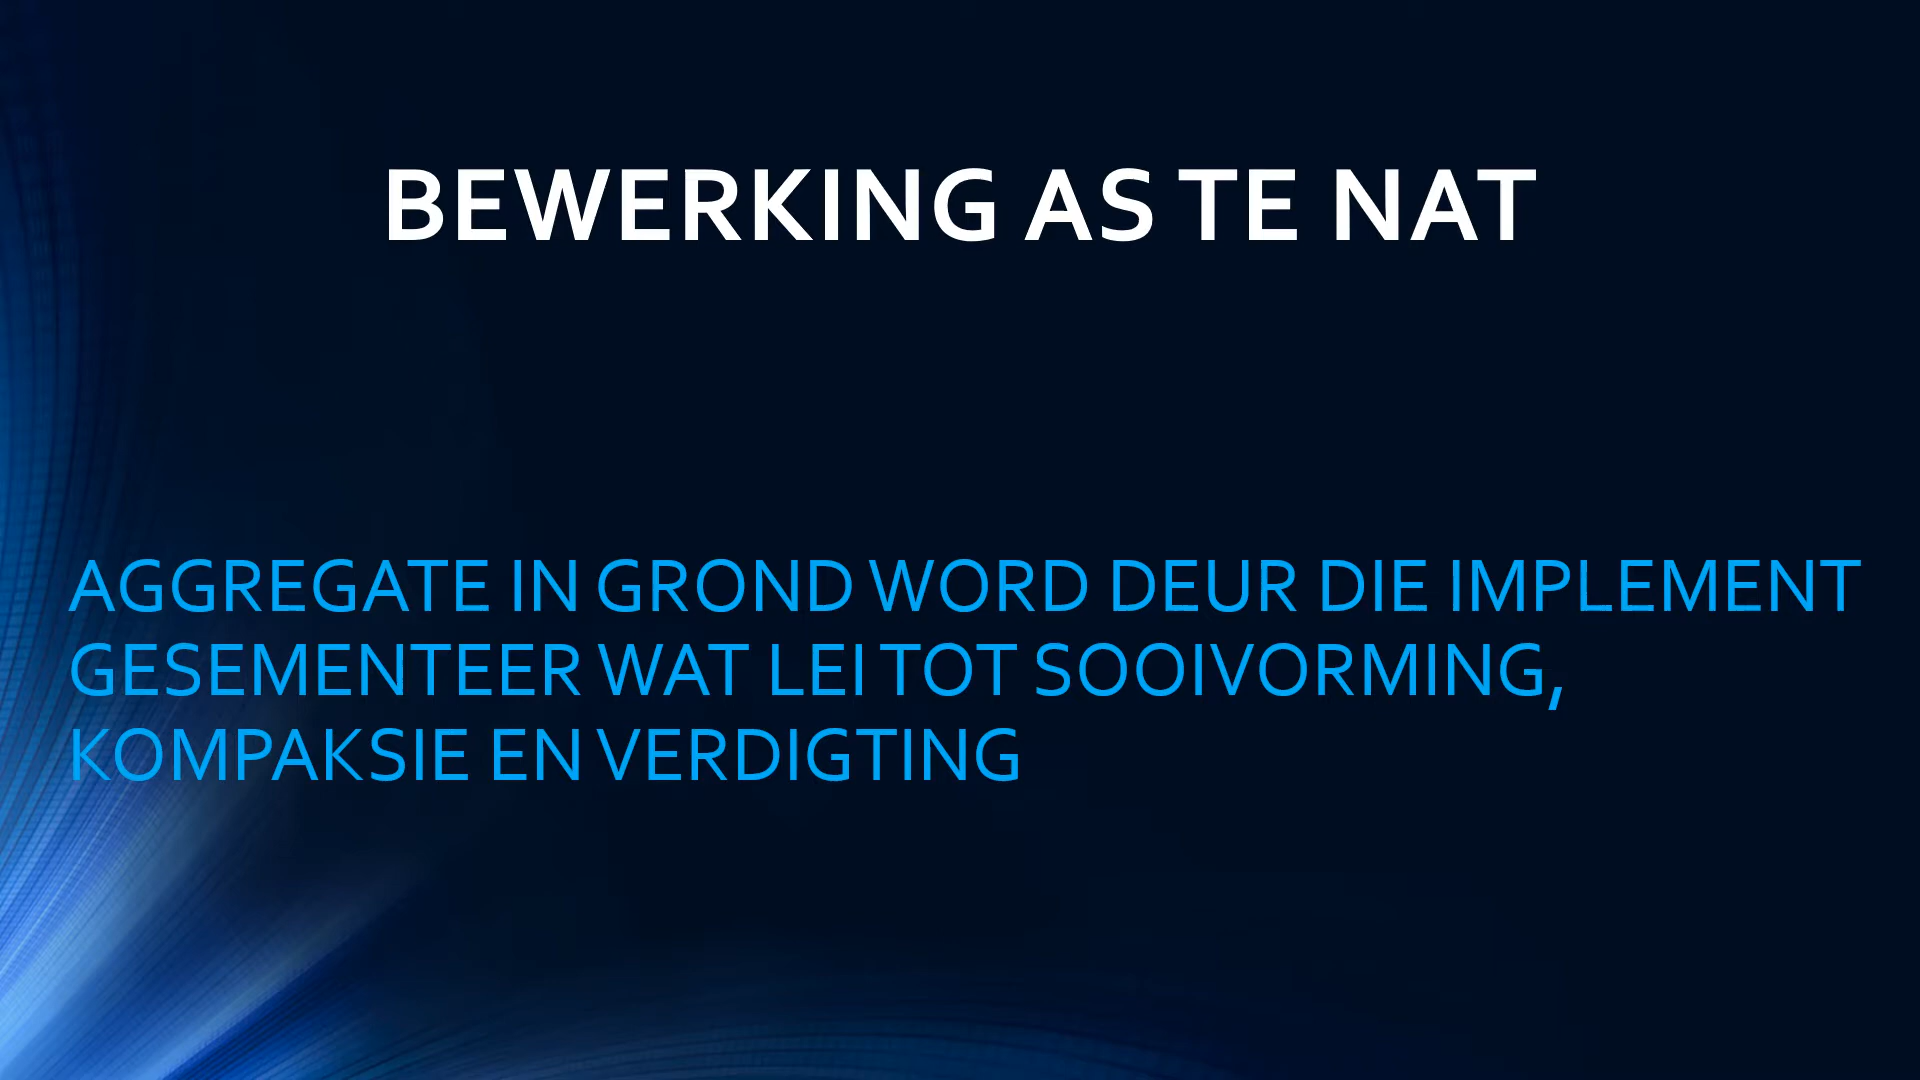 BEWERKING AS TE NAT
AGGREGATE IN GROND WORD DEUR DIE IMPLEMENT
GESEMENTEER WAT LEI TOT SOOIVORMING,
KOMPAKSIE EN VERDIGTING